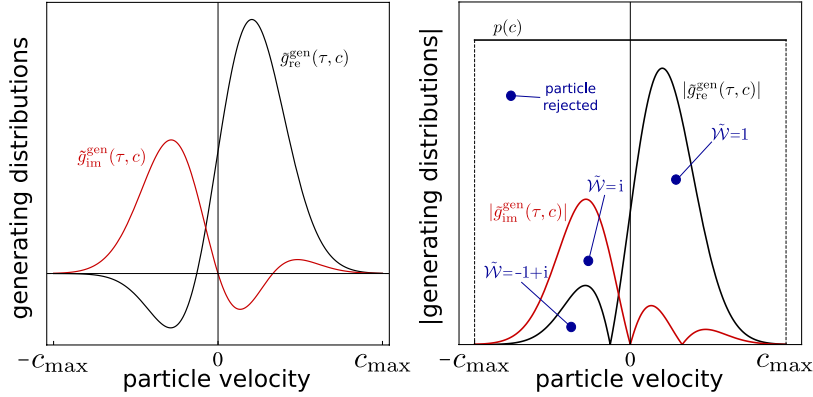 generating distributions
g̃ᵍᵉⁿ_re(τ, c)
g̃ᵍᵉⁿ_im(τ, c)
−c_max
0
c_max
particle velocity
|generating distributions|
p(c)
particle
rejected
|g̃ᵍᵉⁿ_re(τ, c)|
𝒲̃=1
𝒲̃=i
|g̃ᵍᵉⁿ_im(τ, c)|
𝒲̃=-1+i
−c_max
0
c_max
particle velocity